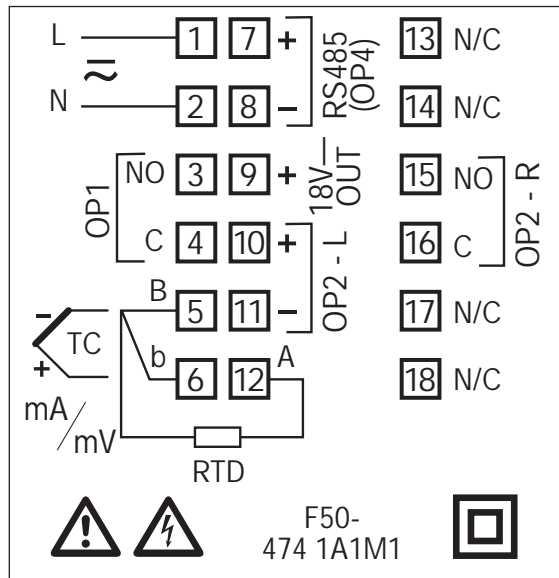 L 1 7 + 13 N/C
N 2 8 – 14 N/C
RS485
(OP4)
NO 3 9 + 15 NO
18V—
OUT
C 4 10 + 16 C
OP1
OP2 - R
B 5 11 – 17 N/C
OP2 - L
– TC +
b 6 12 A 18 N/C
mA/mV
RTD
F50-
474 1A1M1